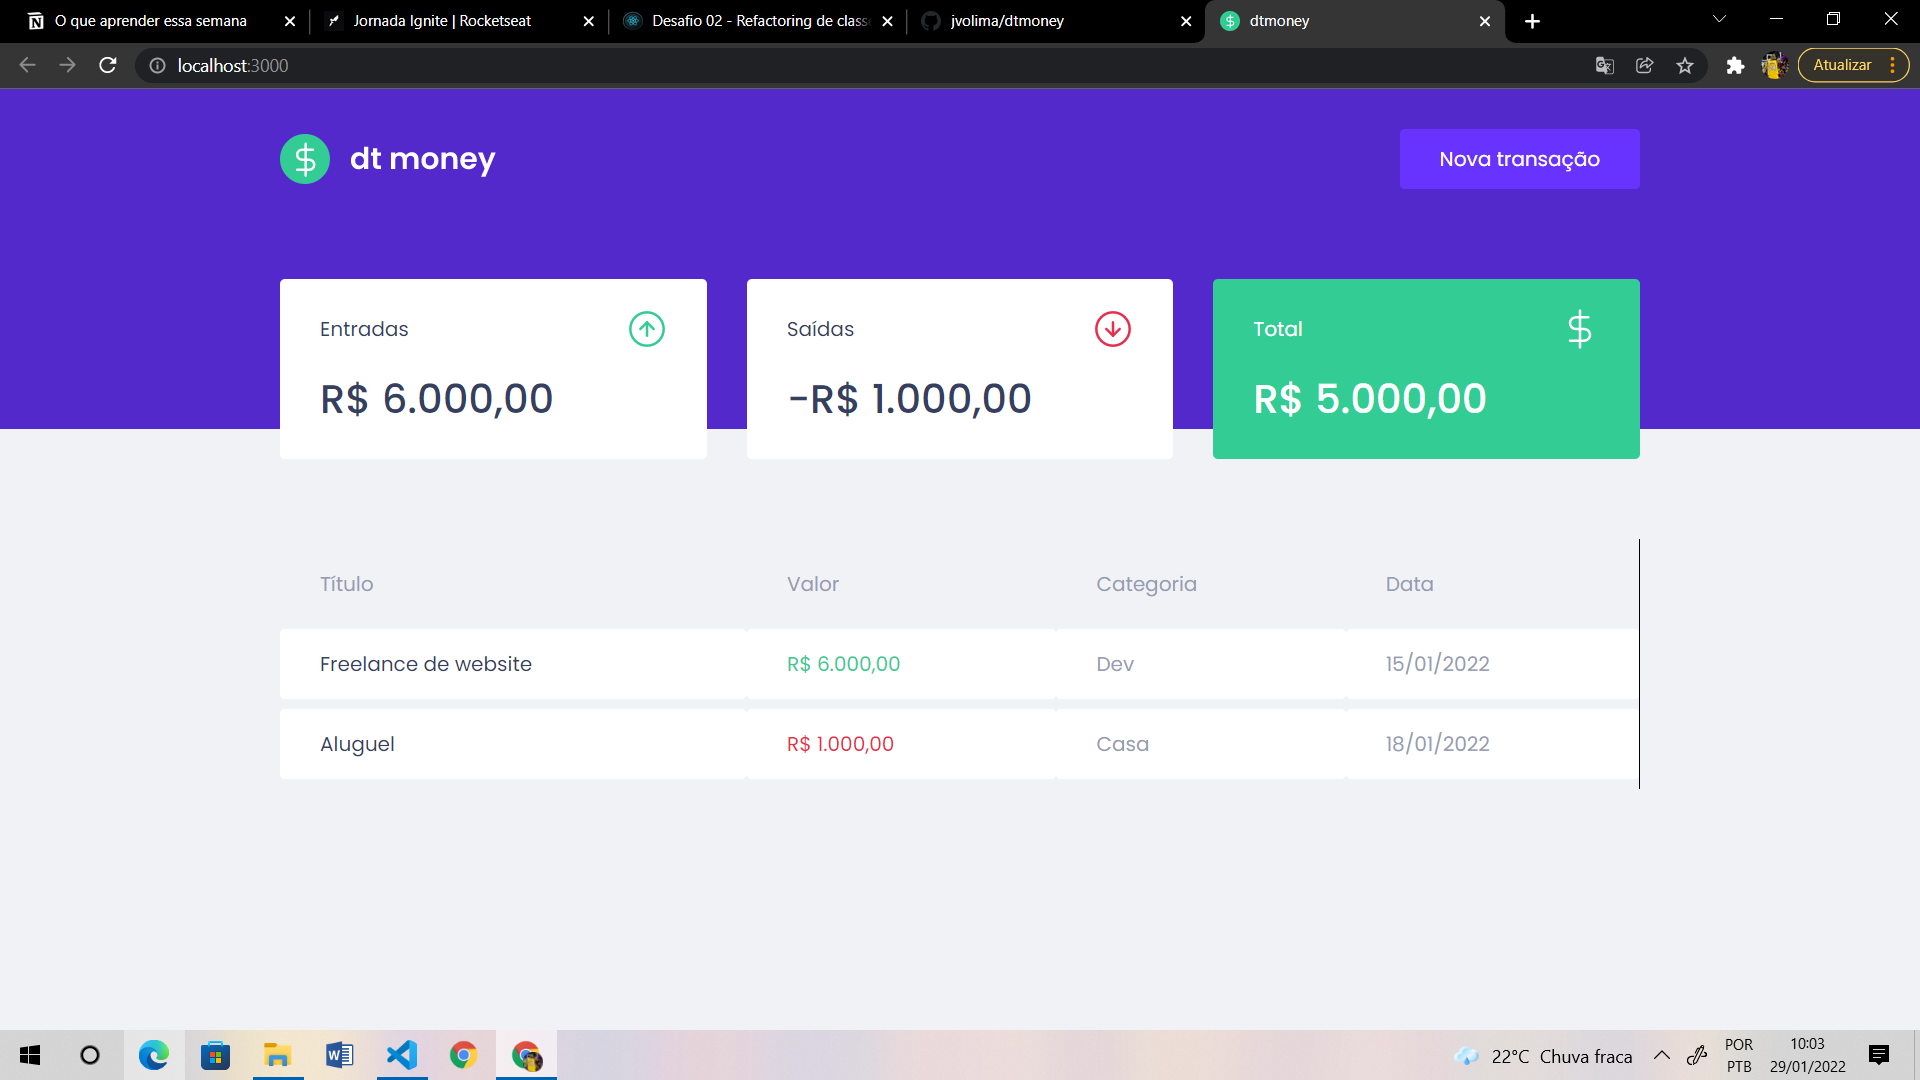 O que aprender essa semana
Jornada Ignite | Rocketseat
Desafio 02 - Refactoring de classe
jvolima/dtmoney
dtmoney
localhost:3000
Atualizar
dt money
Nova transação
Entradas
R$ 6.000,00
Saídas
-R$ 1.000,00
Total
R$ 5.000,00
Título Valor Categoria Data
Freelance de website R$ 6.000,00 Dev 15/01/2022
Aluguel R$ 1.000,00 Casa 18/01/2022
22°C Chuva fraca
POR
PTB
10:03
29/01/2022